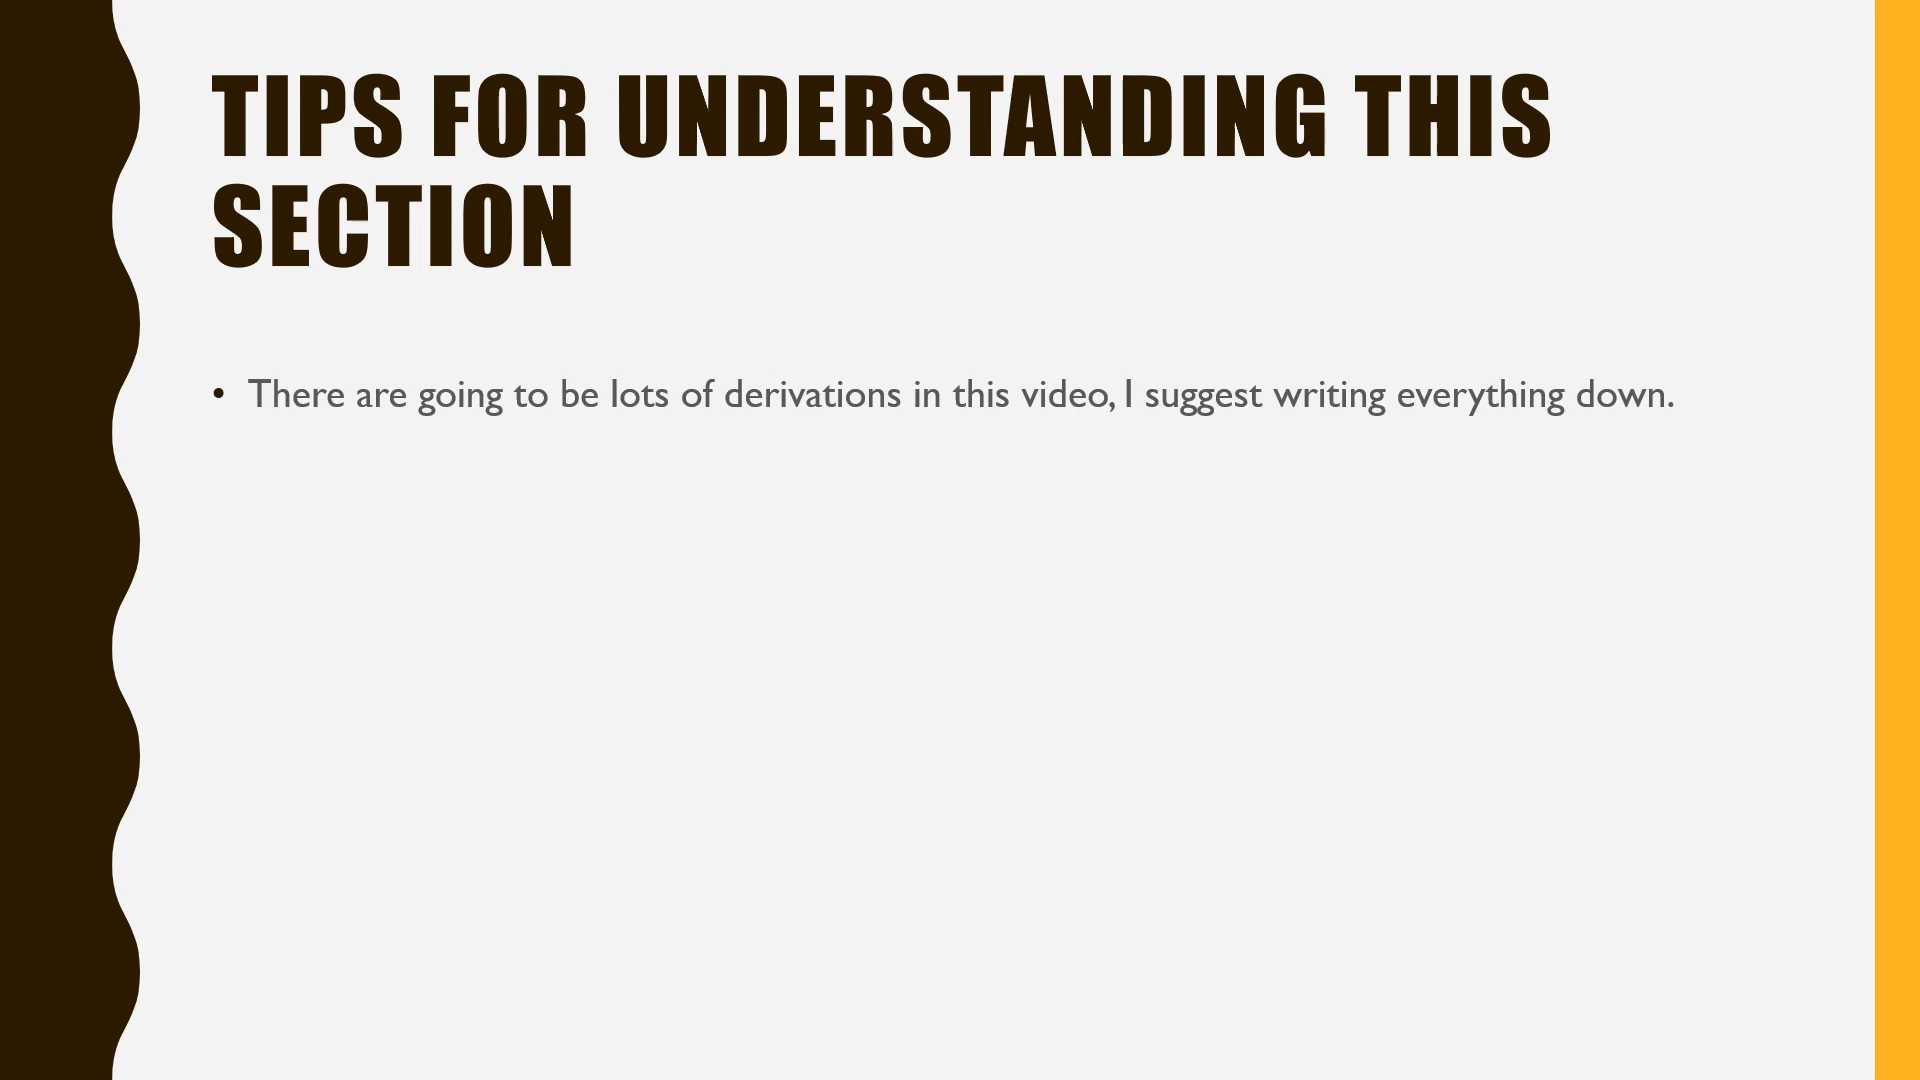 TIPS FOR UNDERSTANDING THIS
SECTION
• There are going to be lots of derivations in this video, I suggest writing everything down.